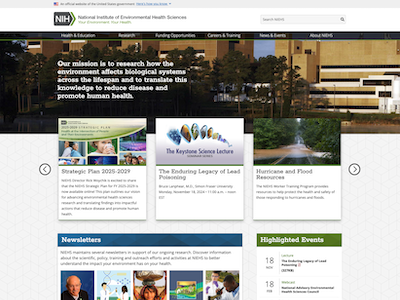 An official website of the United States government
NIH
National Institute of Environmental Health Sciences
Your Environment. Your Health.
Search NIEHS
Health & Education
Research
Funding Opportunities
Careers & Training
News & Events
About NIEHS
Our mission is to research how the
environment affects biological systems
across the lifespan and to translate this
knowledge to reduce disease and
promote human health.
2025-2029 STRATEGIC PLAN
The Keystone Science Lecture
Strategic Plan 2025-2029
NIEHS Director Rick Woychik is excited to share
that the NIEHS Strategic Plan for FY 2025-2029 is
now available online! This plan outlines our vision
for advancing environmental health sciences
research and translating findings into impactful
actions that reduce disease and promote human
health.
The Enduring Legacy of Lead
Poisoning
Bruce Lanphear, M.D., Simon Fraser University
Monday, November 18, 2024 • 11:00 a.m. – noon
EST
Hurricane and Flood
Resources
The NIEHS Worker Training Program provides
resources to help protect the health and safety of
those responding to hurricanes and floods.
Newsletters
NIEHS maintains several newsletters in support of our ongoing research. Discover information
about the scientific, policy, training and outreach efforts and activities at NIEHS to better
understand the impact your environment has on your health.
Highlighted Events
18
NOV
Lecture
The Enduring Legacy of Lead
Poisoning
18
FEB
Webcast
National Advisory Environmental
Health Sciences Council